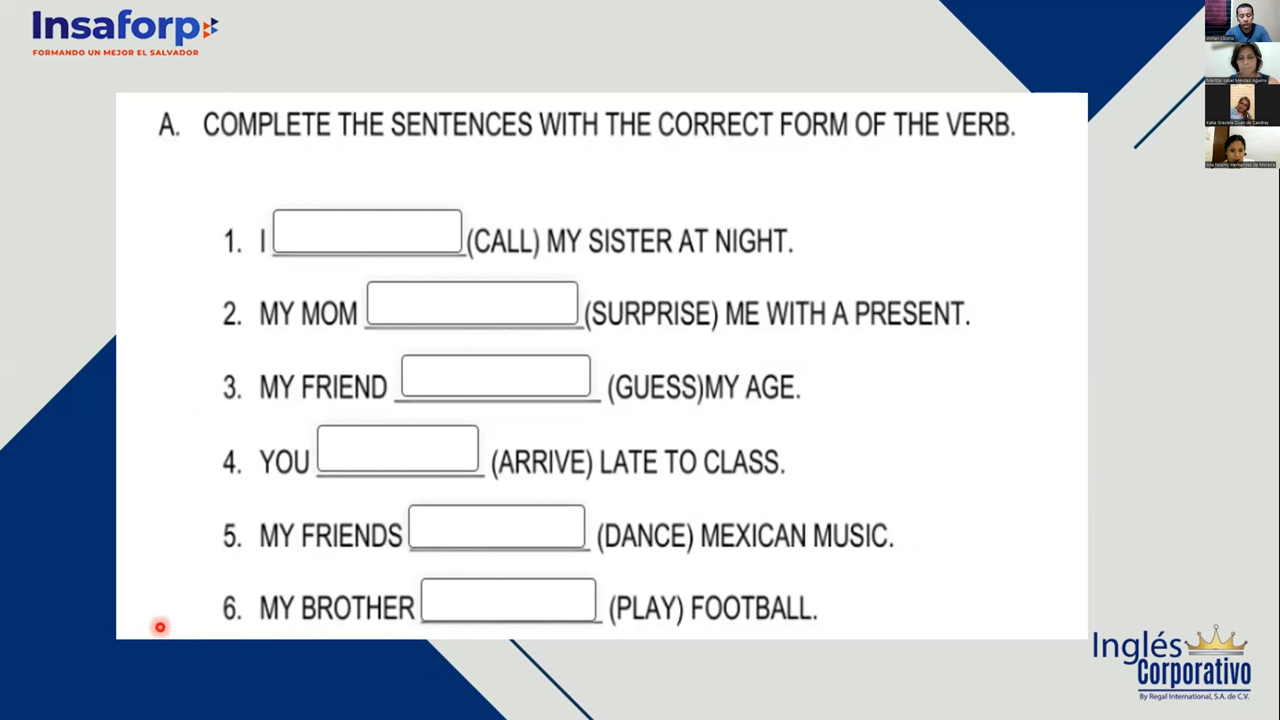 Insaforp
FORMANDO UN MEJOR EL SALVADOR
A. COMPLETE THE SENTENCES WITH THE CORRECT FORM OF THE VERB.
1. I (CALL) MY SISTER AT NIGHT.
2. MY MOM (SURPRISE) ME WITH A PRESENT.
3. MY FRIEND (GUESS)MY AGE.
4. YOU (ARRIVE) LATE TO CLASS.
5. MY FRIENDS (DANCE) MEXICAN MUSIC.
6. MY BROTHER (PLAY) FOOTBALL.
Inglés
Corporativo
By Regal International, S.A. de C.V.